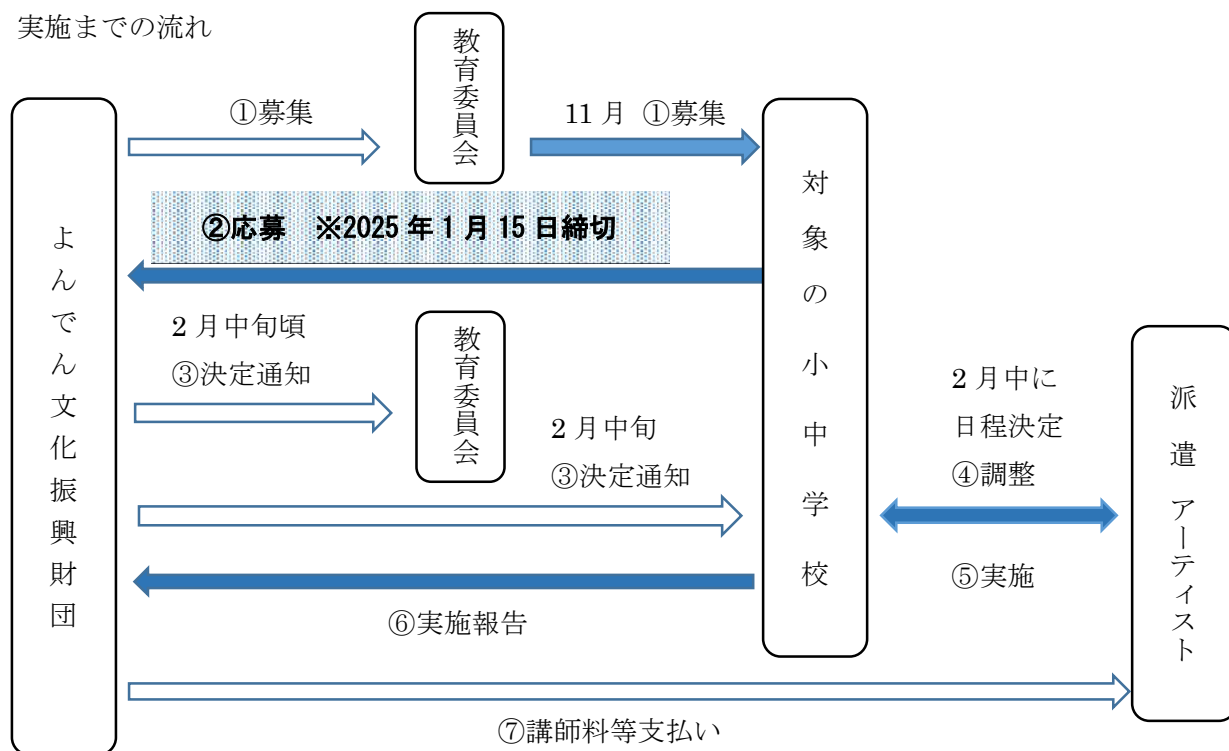 実施までの流れ
教育委員会
①募集
11月 ①募集
よんでん文化振興財団
対象の小中学校
②応募　※2025年1月15日締切
2月中旬頃
③決定通知
教育委員会
2月中旬
③決定通知
2月中に
日程決定
④調整
派遣アーティスト
⑤実施
⑥実施報告
⑦講師料等支払い